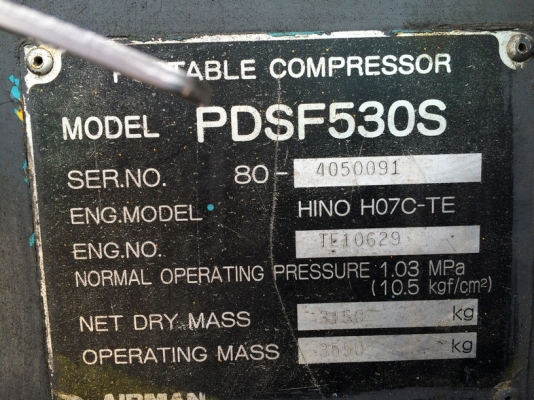 COMPRESSOR
MODEL PDSF530S
SER.NO. 80-4050091
ENG.MODEL HINO H07C-TE
ENG.NO. TE10629
NORMAL OPERATING PRESSURE 1.03 MPa
(10.5 kgf/cm²)
NET DRY MASS kg
OPERATING MASS kg
AIRMAN